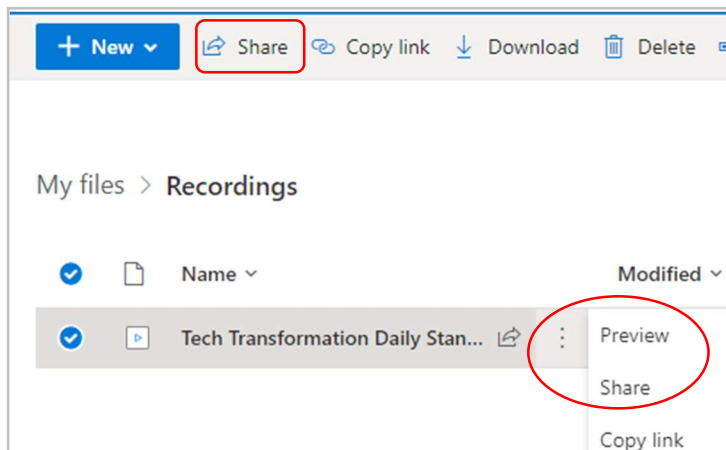 + New Share Copy link Download Delete
My files > Recordings
Name Modified
Tech Transformation Daily Stan... Preview
Share
Copy link